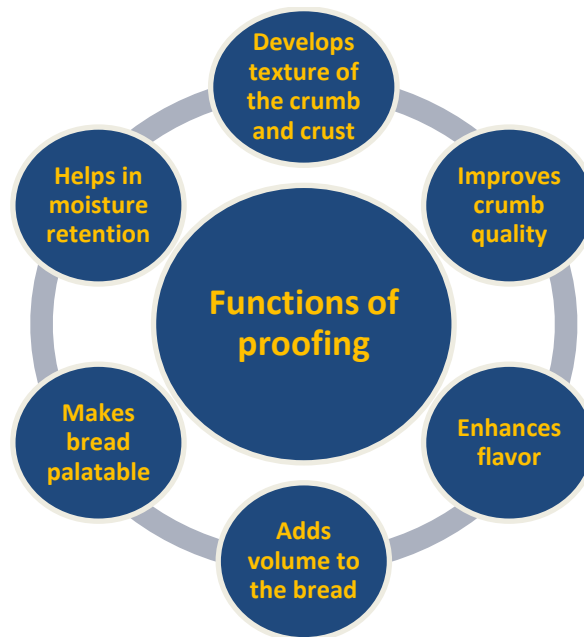 Develops
texture of
the crumb
and crust
Helps in
moisture
retention
Improves
crumb
quality
Functions of
proofing
Makes
bread
palatable
Enhances
flavor
Adds
volume to
the bread